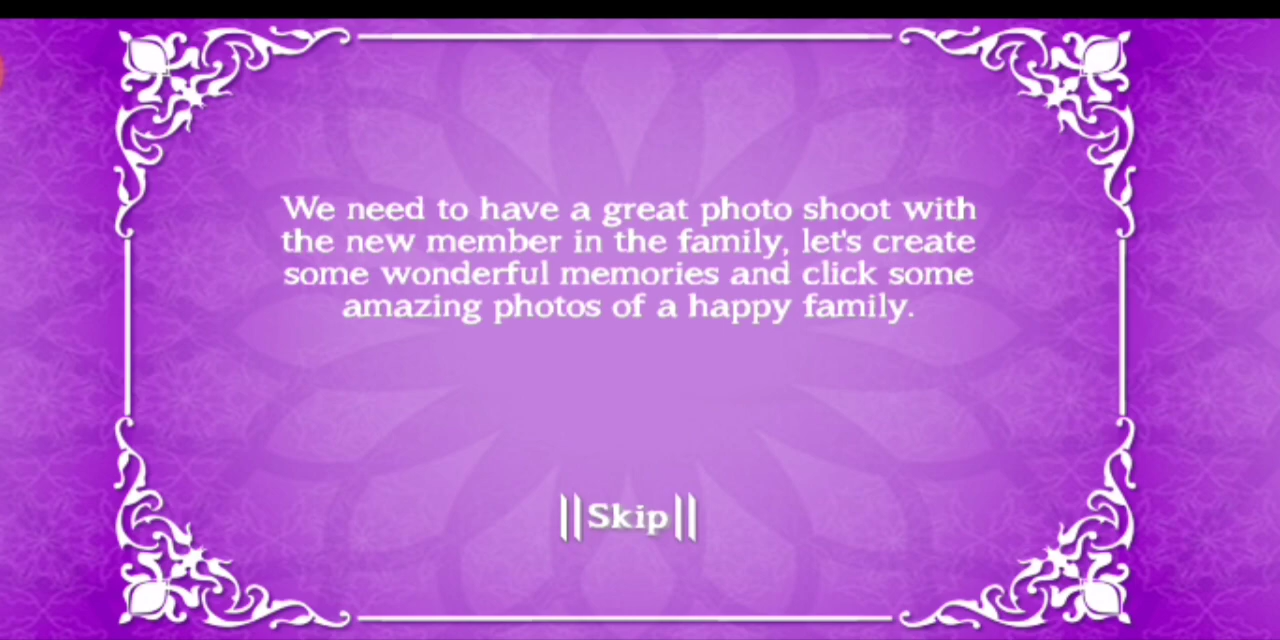 We need to have a great photo shoot with
the new member in the family, let's create
some wonderful memories and click some
amazing photos of a happy family.
||Skip||